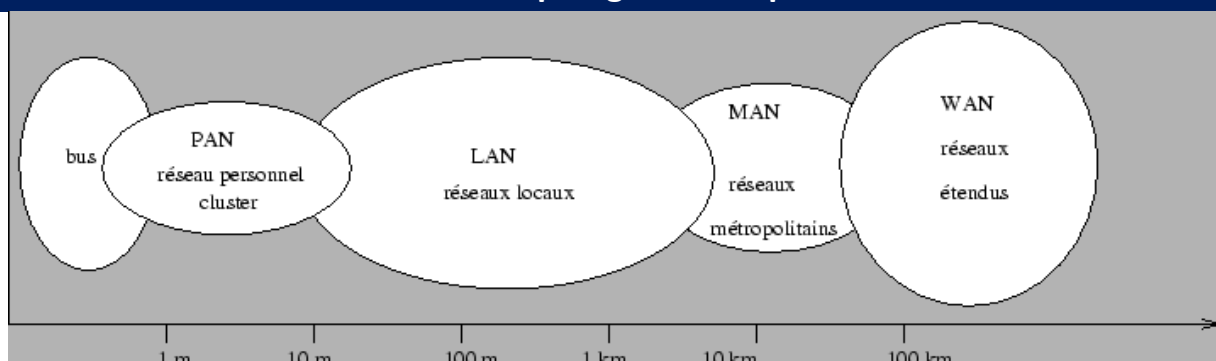 bus
PAN
réseau personnel
cluster
LAN
réseaux locaux
MAN
réseaux
métropolitains
WAN
réseaux
étendus
1 m 10 m 100 m 1 km 10 km 100 km